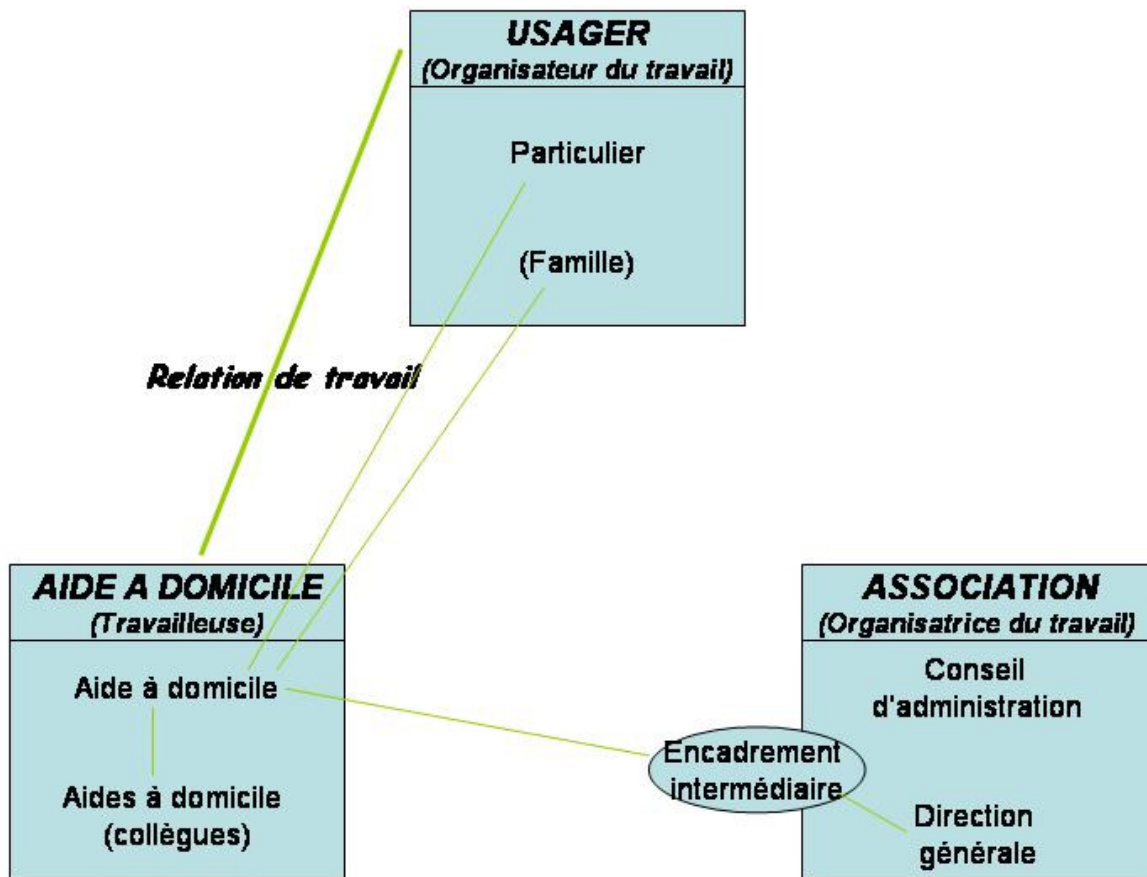 USAGER
(Organisateur du travail)
Particulier
(Famille)
Relation de travail
AIDE A DOMICILE
(Travailleuse)
Aide à domicile
Aides à domicile
(collègues)
ASSOCIATION
(Organisatrice du travail)
Conseil
d'administration
Encadrement
intermédiaire
Direction
générale